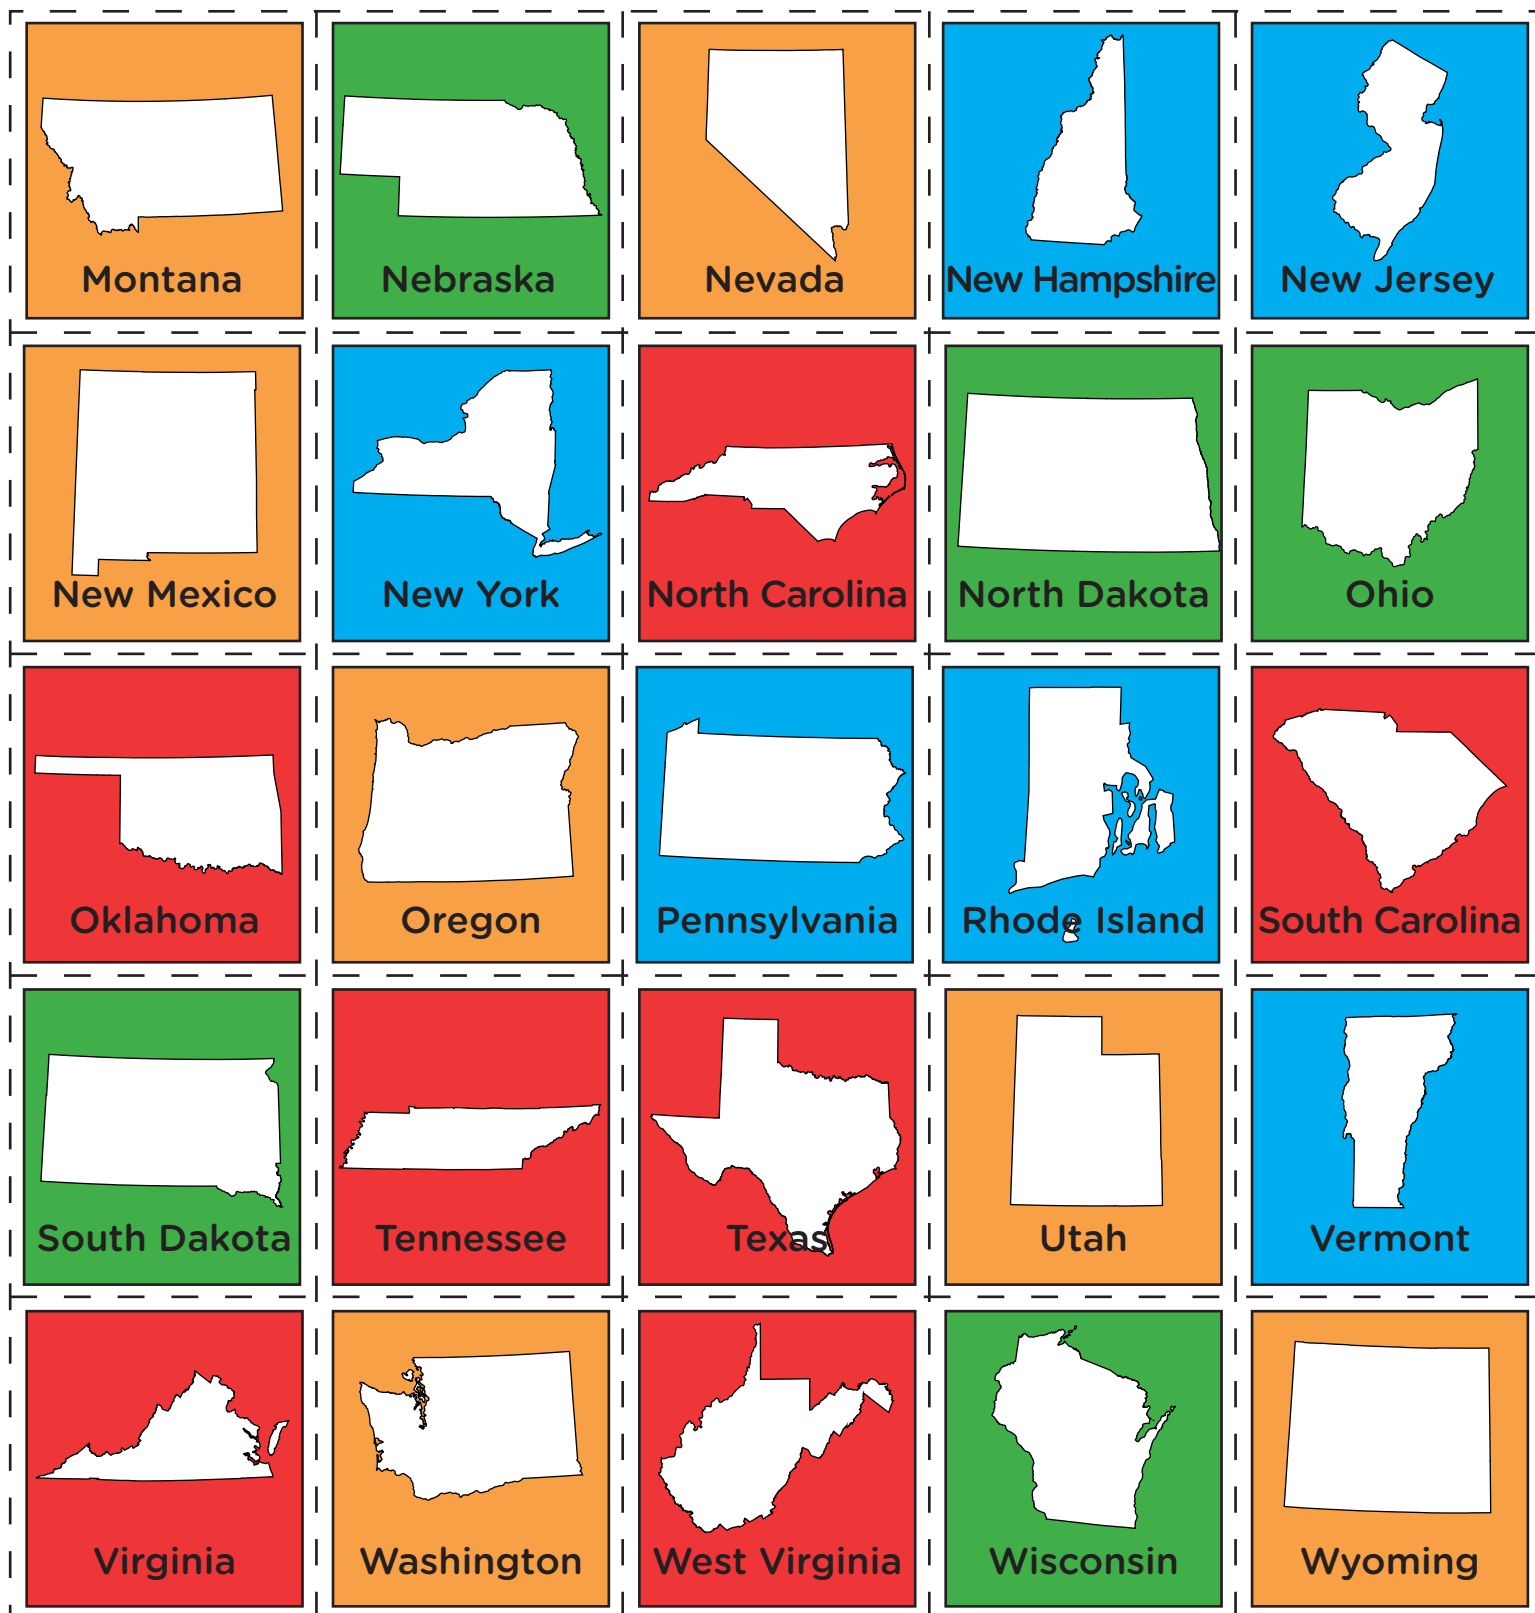 Montana
Nebraska
Nevada
New Hampshire
New Jersey
New Mexico
New York
North Carolina
North Dakota
Ohio
Oklahoma
Oregon
Pennsylvania
Rhode Island
South Carolina
South Dakota
Tennessee
Texas
Utah
Vermont
Virginia
Washington
West Virginia
Wisconsin
Wyoming